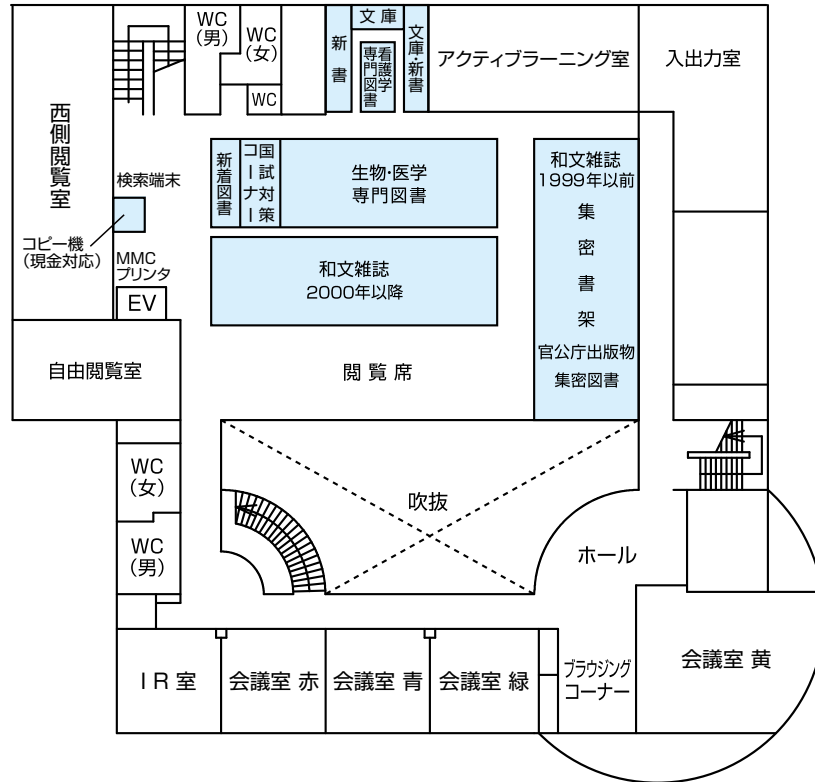 WC
(男)
WC
(女)
WC
新書
文庫
看護学
専門図書
文庫・新書
アクティブラーニング室
入出力室
西側閲覧室
検索端末
コピー機
(現金対応)
MMC
プリンタ
EV
新着図書
国試対策
コーナー
生物・医学
専門図書
和文雑誌
1999年以前
集密書架
官公庁出版物
集密図書
和文雑誌
2000年以降
自由閲覧室
閲覧席
WC
(女)
WC
(男)
吹抜
ホール
IR室
会議室 赤
会議室 青
会議室 緑
ブラウジング
コーナー
会議室 黄